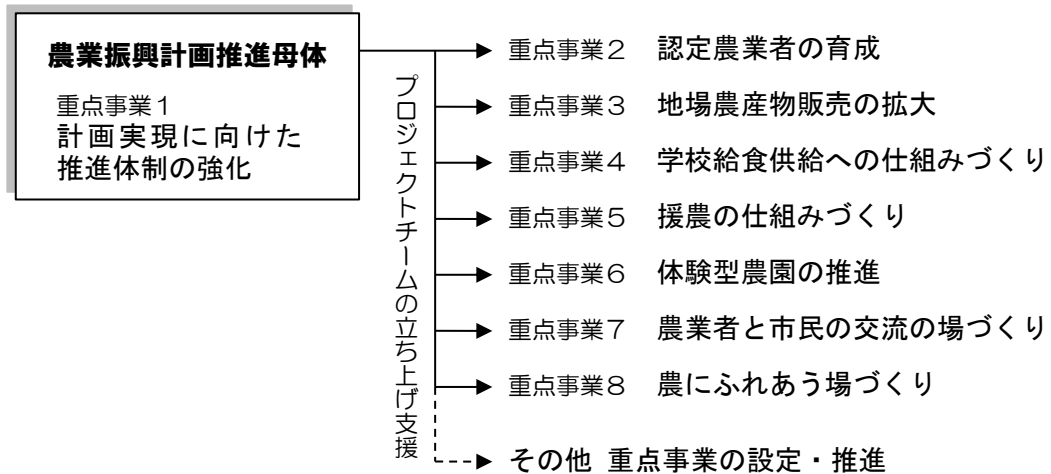 農業振興計画推進母体
重点事業1
計画実現に向けた
推進体制の強化
プロジェクトチームの立ち上げ支援
重点事業2 認定農業者の育成
重点事業3 地場農産物販売の拡大
重点事業4 学校給食供給への仕組みづくり
重点事業5 援農の仕組みづくり
重点事業6 体験型農園の推進
重点事業7 農業者と市民の交流の場づくり
重点事業8 農にふれあう場づくり
その他 重点事業の設定・推進